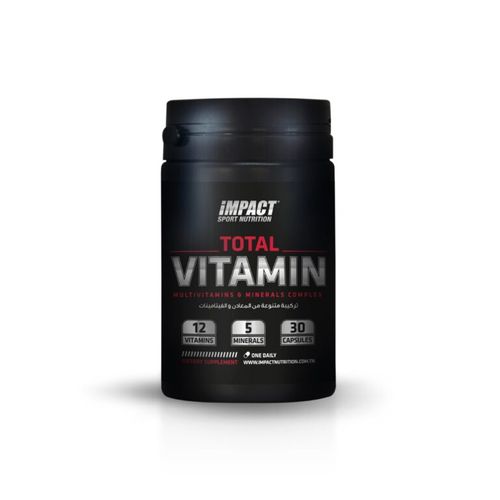 iMPACT
SPORT NUTRITION
TOTAL
VITAMIN
MULTIVITAMINS & MINERALS COMPLEX
تركيبة متنوعة من المعادن و الفيتامينات
12 5 30
VITAMINS MINERALS CAPSULES
ONE DAILY
DIETARY SUPPLEMENT WWW.IMPACTNUTRITION.COM.TN